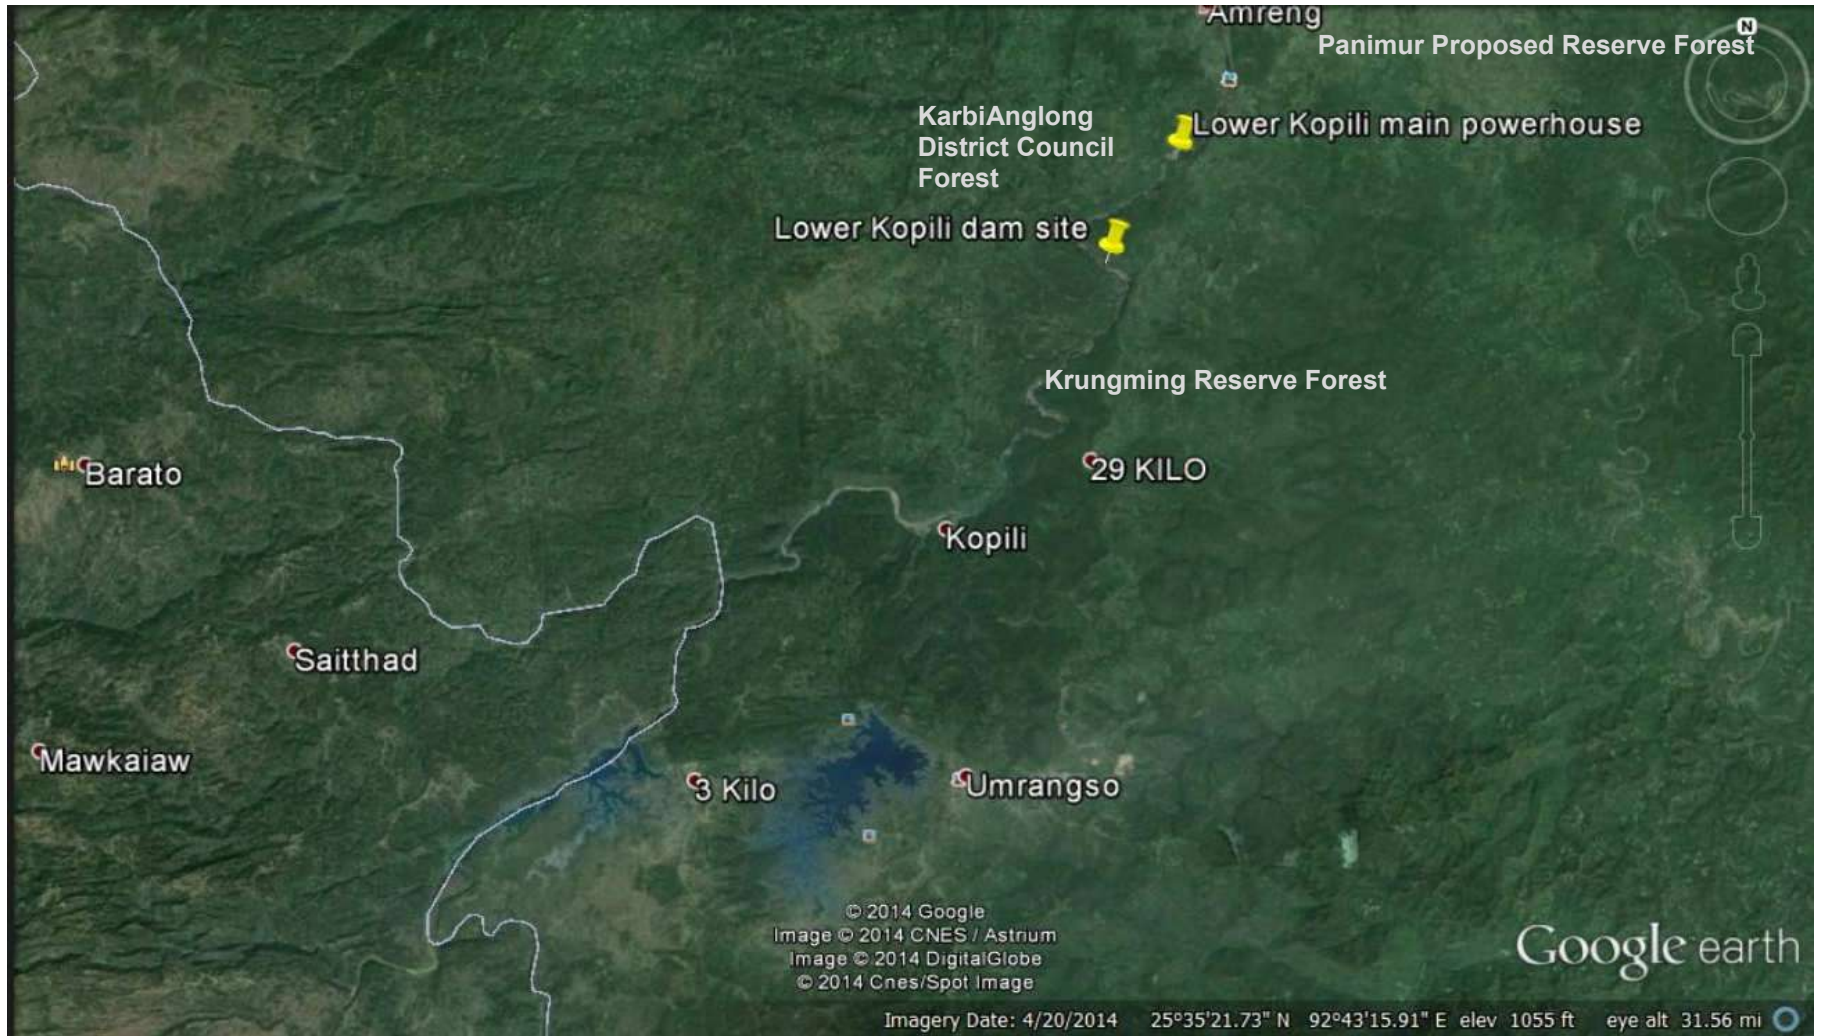 Amreng
N
Panimur Proposed Reserve Forest
KarbiAnglong
District Council
Forest
Lower Kopili main powerhouse
Lower Kopili dam site
Krungming Reserve Forest
Barato
29 KILO
Kopili
Saitthad
Mawkaiaw
3 Kilo
Umrangso
© 2014 Google
Image © 2014 CNES / Astrium
Image © 2014 DigitalGlobe
© 2014 Cnes/Spot Image
Google earth
Imagery Date: 4/20/2014 25°35'21.73" N 92°43'15.91" E elev 1055 ft eye alt 31.56 mi